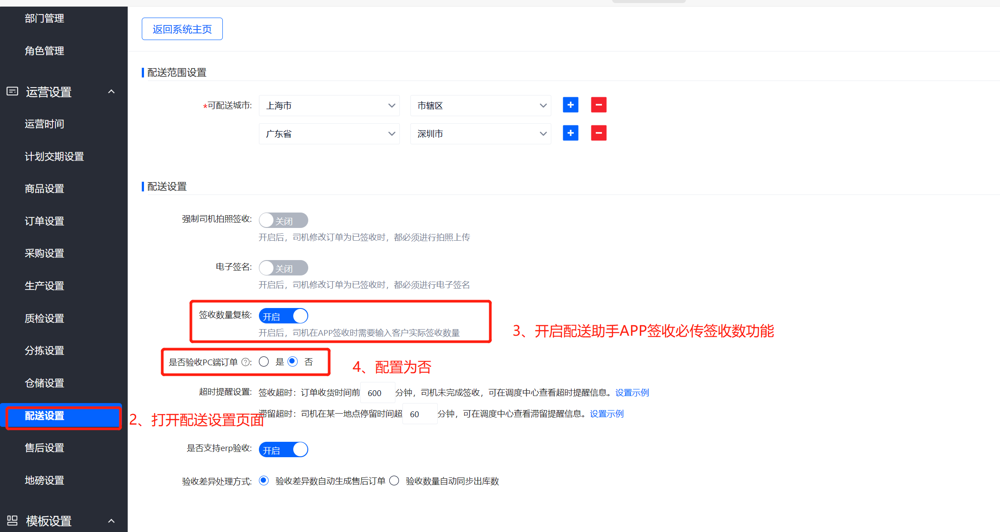 部门管理
角色管理
运营设置
运营时间
计划交期设置
商品设置
订单设置
采购设置
生产设置
质检设置
分拣设置
仓储设置
配送设置
售后设置
地磅设置
模板设置
返回系统主页
配送范围设置
*可配送城市: 上海市 市辖区
广东省 深圳市
配送设置
强制司机拍照签收: 关闭
开启后，司机修改订单为已签收时，都必须进行拍照上传
电子签名: 关闭
开启后，司机修改订单为已签收时，都必须进行电子签名
签收数量复核: 开启
开启后，司机在APP签收时需要输入客户实际签收数量
3、开启配送助手APP签收必传签收数功能
是否验收PC端订单 ?: 是 否
4、配置为否
超时提醒设置: 签收超时：订单收货时间前 600 分钟，司机未完成签收，可在调度中心查看超时提醒信息。设置示例
滞留超时：司机在某一地点停留时间超 60 分钟，可在调度中心查看滞留提醒信息。设置示例
2、打开配送设置页面
是否支持erp验收: 开启
验收差异处理方式: 验收差异数自动生成售后订单 验收数量自动同步出库数